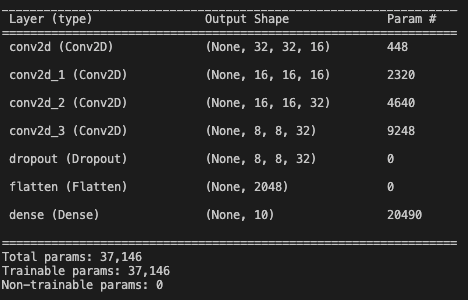 Layer (type) Output Shape Param #
conv2d (Conv2D) (None, 32, 32, 16) 448
conv2d_1 (Conv2D) (None, 16, 16, 16) 2320
conv2d_2 (Conv2D) (None, 16, 16, 32) 4640
conv2d_3 (Conv2D) (None, 8, 8, 32) 9248
dropout (Dropout) (None, 8, 8, 32) 0
flatten (Flatten) (None, 2048) 0
dense (Dense) (None, 10) 20490
Total params: 37,146
Trainable params: 37,146
Non-trainable params: 0